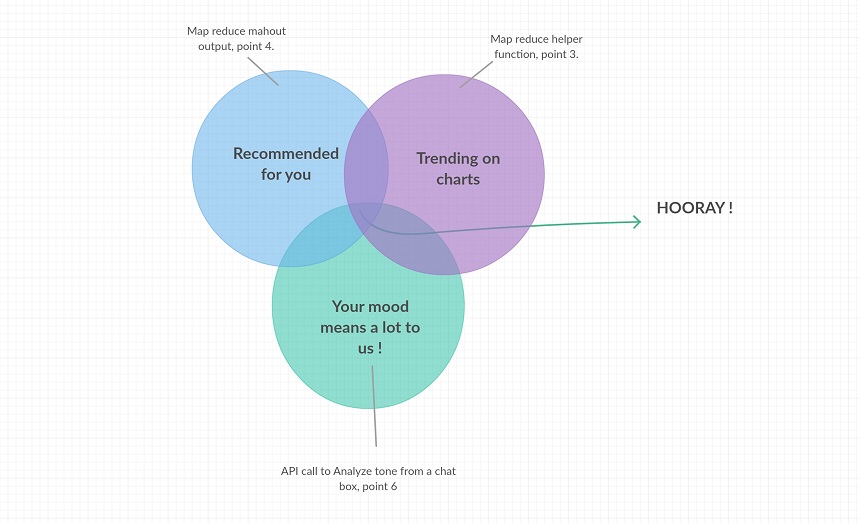 Map reduce mahout
output, point 4.
Map reduce helper
function, point 3.
Recommended
for you
Trending on
charts
HOORAY !
Your mood
means a lot to
us !
API call to Analyze tone from a chat
box, point 6